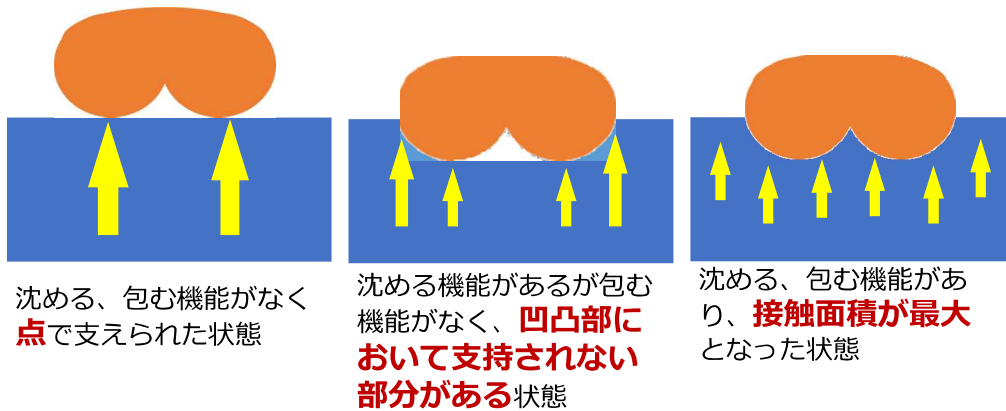 沈める、包む機能がなく
点で支えられた状態
沈める機能があるが包む
機能がなく、凹凸部に
おいて支持されない
部分がある状態
沈める、包む機能があ
り、接触面積が最大
となった状態